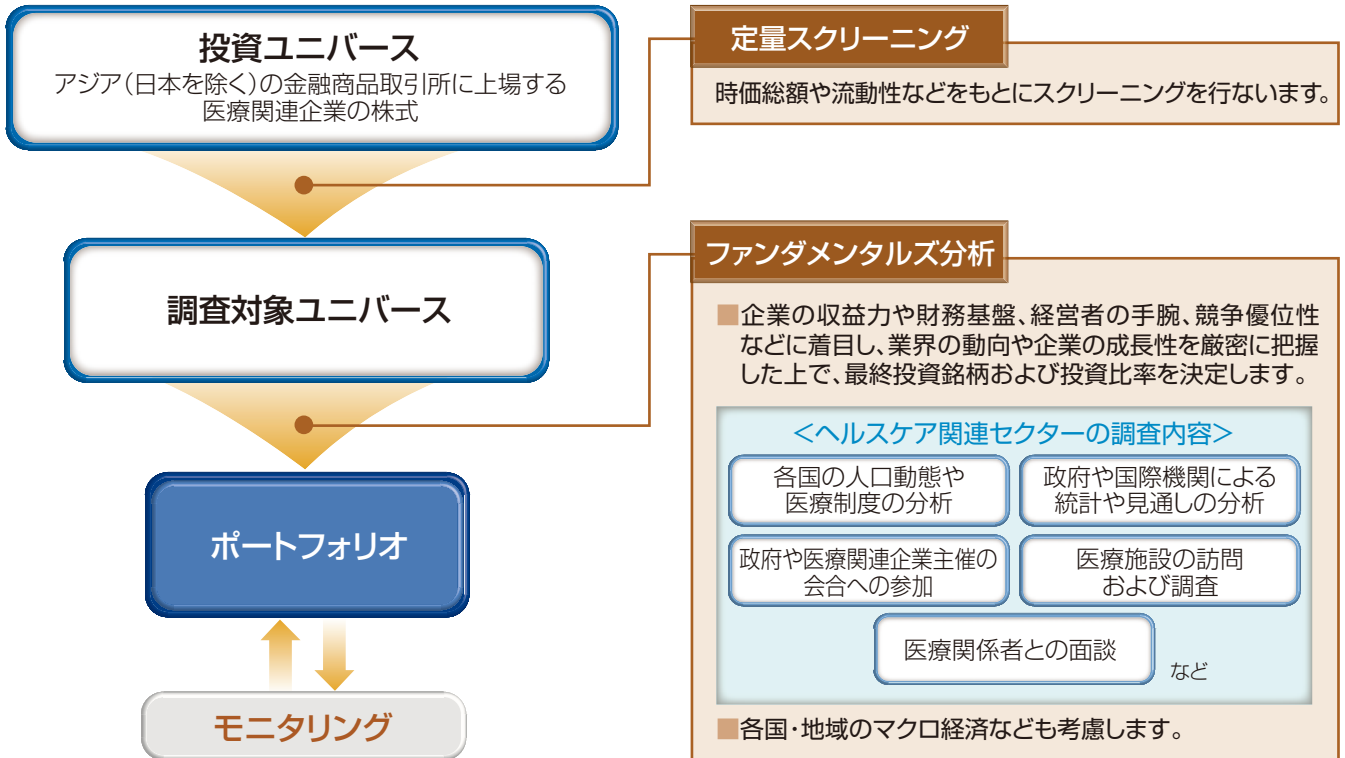 投資ユニバース
アジア(日本を除く)の金融商品取引所に上場する
医療関連企業の株式
定量スクリーニング
時価総額や流動性などをもとにスクリーニングを行ないます。
調査対象ユニバース
ファンダメンタルズ分析
■企業の収益力や財務基盤、経営者の手腕、競争優位性
などに着目し、業界の動向や企業の成長性を厳密に把握
した上で、最終投資銘柄および投資比率を決定します。
<ヘルスケア関連セクターの調査内容>
各国の人口動態や
医療制度の分析
政府や国際機関による
統計や見通しの分析
政府や医療関連企業主催の
会合への参加
医療施設の訪問
および調査
医療関係者との面談
など
■各国・地域のマクロ経済なども考慮します。
ポートフォリオ
モニタリング